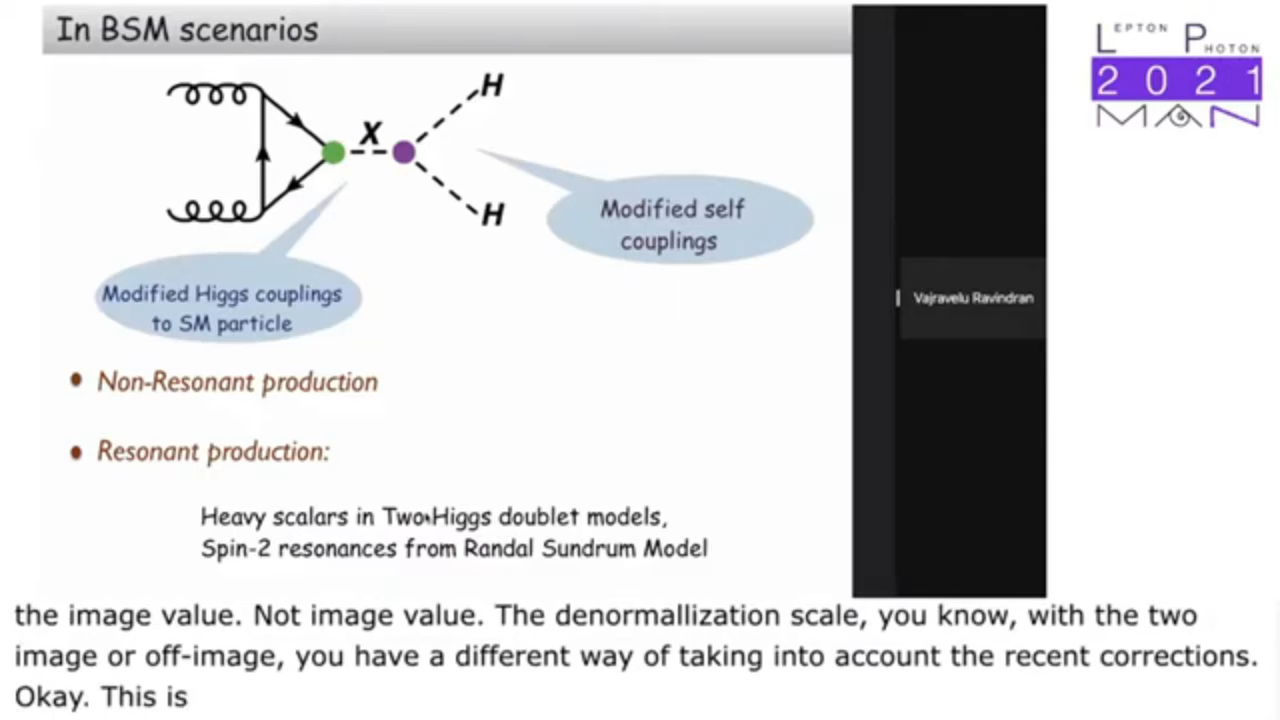 In BSM scenarios
LEPTON PHOTON
2021
MAN
H
X
H
Modified self
couplings
Modified Higgs couplings
to SM particle
Vajravelu Ravindran
• Non-Resonant production
• Resonant production:
Heavy scalars in Two Higgs doublet models,
Spin-2 resonances from Randal Sundrum Model
the image value. Not image value. The denormallization scale, you know, with the two
image or off-image, you have a different way of taking into account the recent corrections.
Okay. This is